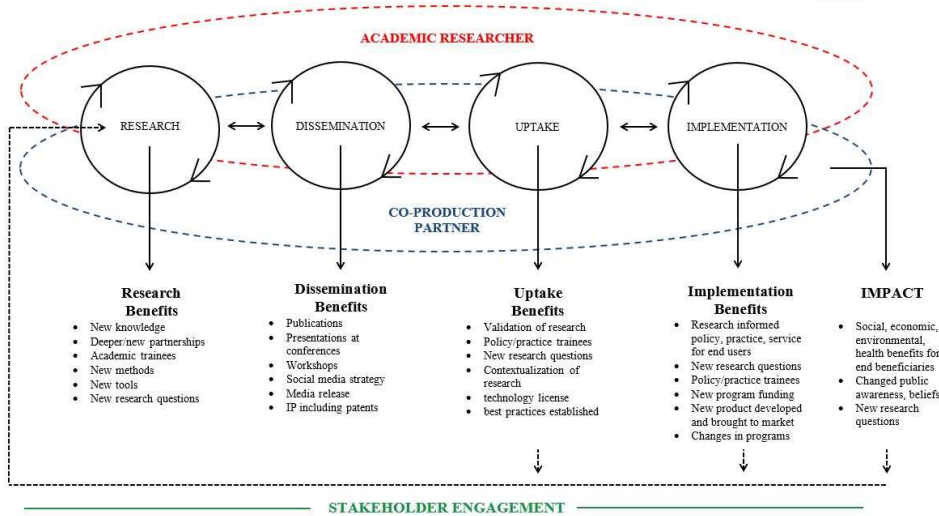 ACADEMIC RESEARCHER
RESEARCH
DISSEMINATION
UPTAKE
IMPLEMENTATION
CO-PRODUCTION
PARTNER
Research
Benefits
• New knowledge
• Deeper/new partnerships
• Academic trainees
• New methods
• New tools
• New research questions
Dissemination
Benefits
• Publications
• Presentations at
conferences
• Workshops
• Social media strategy
• Media release
• IP including patents
Uptake
Benefits
• Validation of research
• Policy/practice trainees
• New research questions
• Contextualization of
research
• technology license
• best practices established
Implementation
Benefits
• Research informed
policy, practice, service
for end users
• New research questions
• Policy/practice trainees
• New program funding
• New product developed
and brought to market
• Changes in programs
IMPACT
• Social, economic,
environmental,
health benefits for
end beneficiaries
• Changed public
awareness, beliefs
• New research
questions
STAKEHOLDER ENGAGEMENT